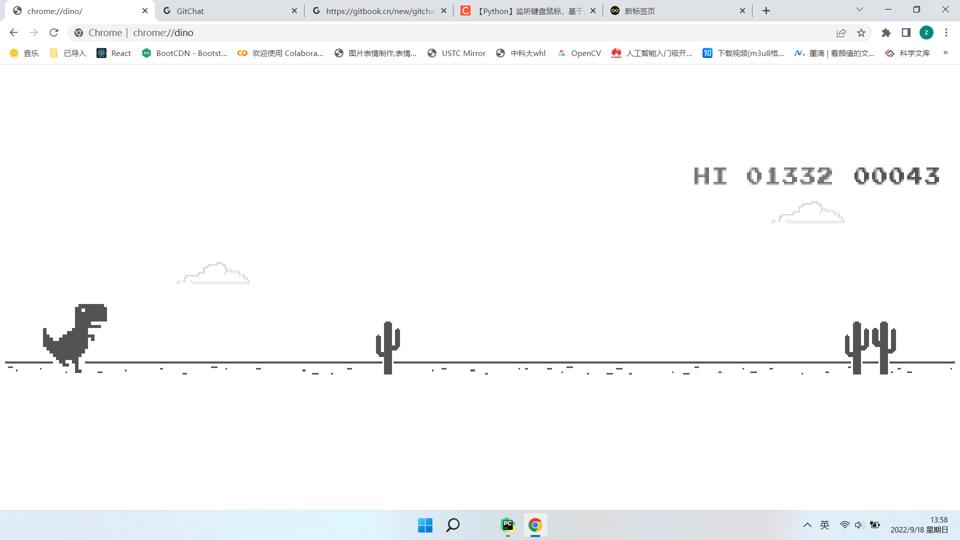 chrome://dino/
GitChat
https://gitbook.cn/new/gitcha
【Python】监听键盘鼠标，基于
新标签页
Chrome | chrome://dino
z
音乐
已导入
React
BootCDN - Bootst...
欢迎使用 Colabora...
图片表情制作,表情...
USTC Mirror
中科大whl
OpenCV
人工智能入门级开...
下载视频(m3u8格...
墨滴 | 看颜值的文...
科学文库
»
HI 01332 00043
PC
英
13:58
2022/9/18 星期日